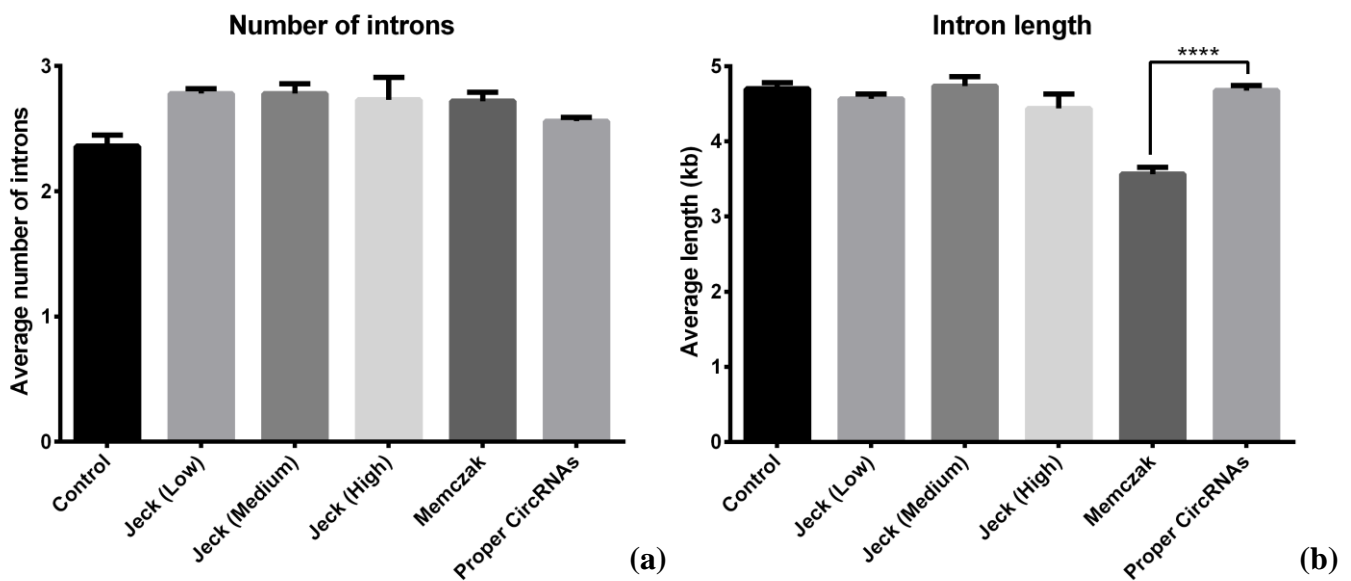 Number of introns
Average number of introns
3
2
1
0
Control
Jeck (Low)
Jeck (Medium)
Jeck (High)
Memczak
Proper CircRNAs
(a)
Intron length
Average length (kb)
5
4
3
2
1
0
****
Control
Jeck (Low)
Jeck (Medium)
Jeck (High)
Memczak
Proper CircRNAs
(b)